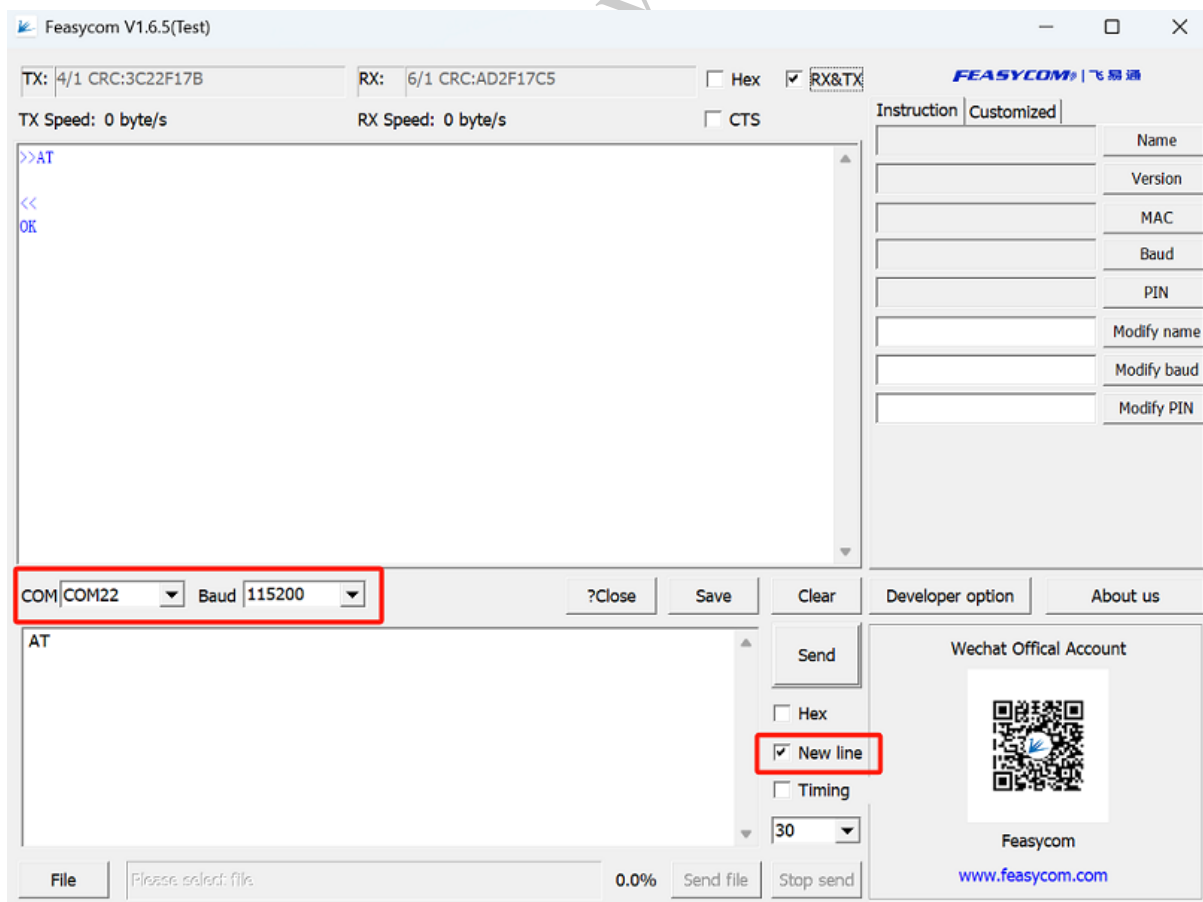 Feasycom V1.6.5(Test)
TX: 4/1 CRC:3C22F17B RX: 6/1 CRC:AD2F17C5 Hex RX&TX
FEASYCOM® | 飞易通
TX Speed: 0 byte/s RX Speed: 0 byte/s CTS
Instruction Customized
>>AT
<<
OK
Name
Version
MAC
Baud
PIN
Modify name
Modify baud
Modify PIN
COM COM22 Baud 115200 ?Close Save Clear Developer option About us
AT
Send
Hex
New line
Timing
30
Wechat Offical Account
Feasycom
www.feasycom.com
File Please select file 0.0% Send file Stop send